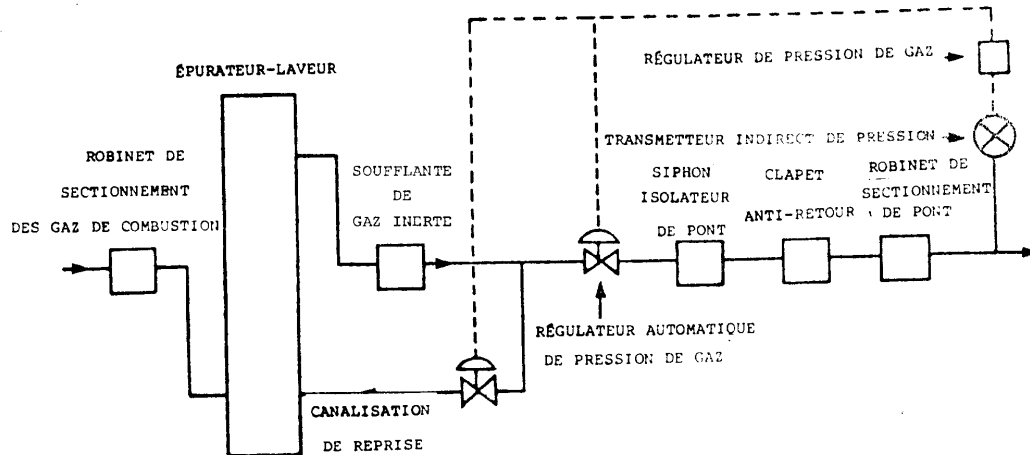 RÉGULATEUR DE PRESSION DE GAZ
ÉPURATEUR-LAVEUR
TRANSMETTEUR INDIRECT DE PRESSION
ROBINET DE
SECTIONNEMENT
DES GAZ DE COMBUSTION
SOUFFLANTE
DE
GAZ INERTE
SIPHON
ISOLATEUR
DE PONT
CLAPET
ANTI-RETOUR
ROBINET DE
SECTIONNEMENT
DE PONT
RÉGULATEUR AUTOMATIQUE
DE PRESSION DE GAZ
CANALISATION
DE REPRISE